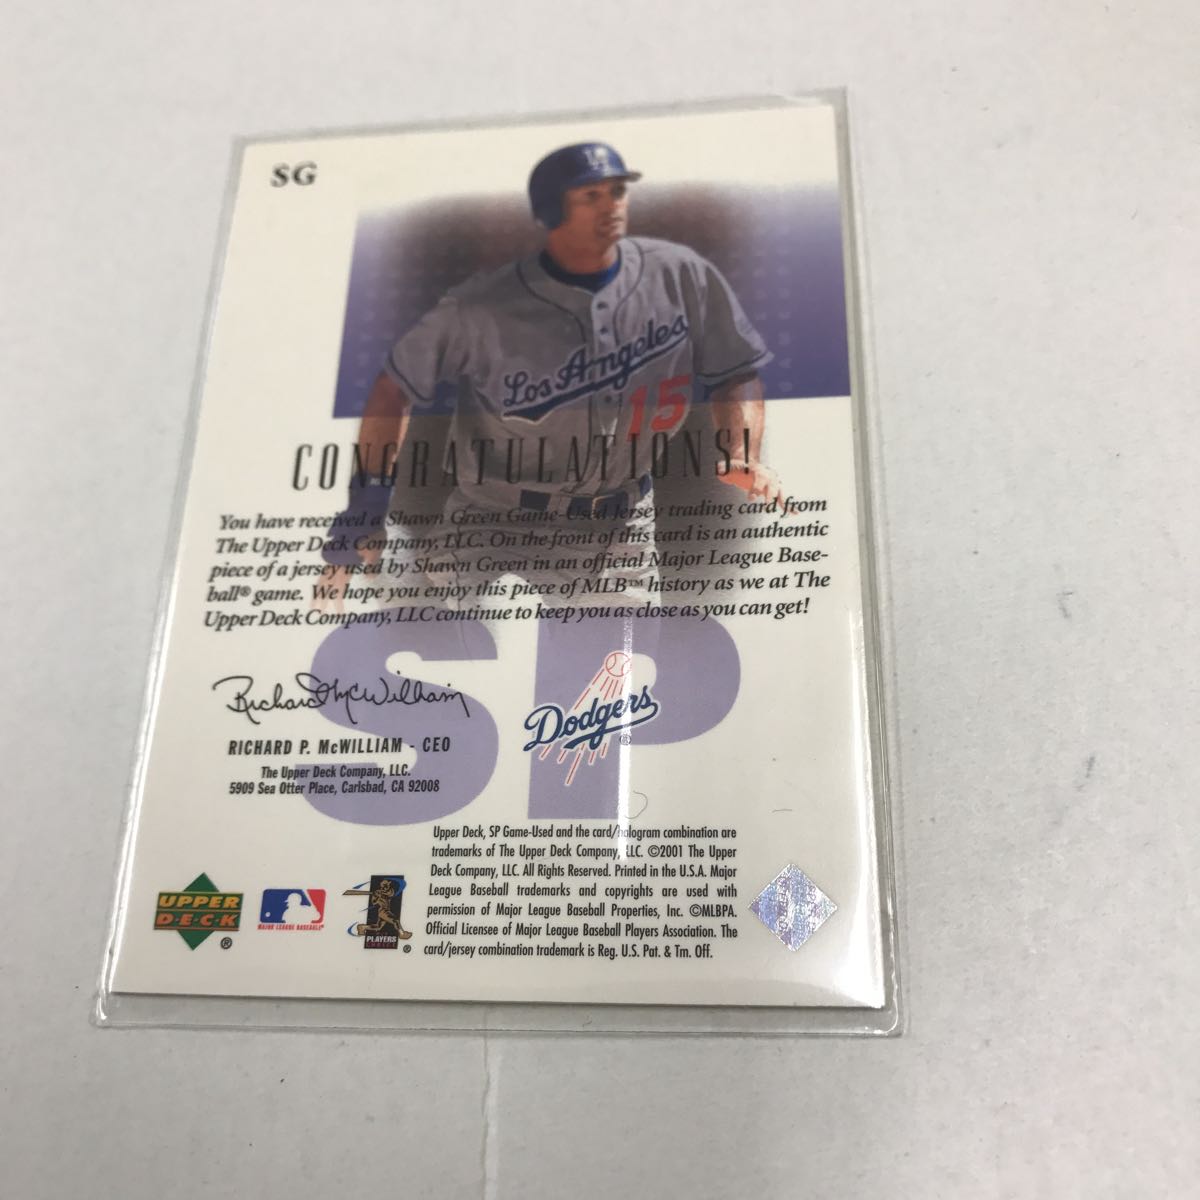 SG
LA
Los Angeles
15
CONGRATULATIONS!
You have received a Shawn Green Game-Used Jersey trading card from
The Upper Deck Company, LLC. On the front of this card is an authentic
piece of a jersey used by Shawn Green in an official Major League Base-
ball® game. We hope you enjoy this piece of MLB™ history as we at The
Upper Deck Company, LLC continue to keep you as close as you can get!
SP
Richard McWilliam
Dodgers®
RICHARD P. McWILLIAM - CEO
The Upper Deck Company, LLC.
5909 Sea Otter Place, Carlsbad, CA 92008
Upper Deck, SP Game-Used and the card/hologram combination are
trademarks of The Upper Deck Company, LLC. ©2001 The Upper
Deck Company, LLC. All Rights Reserved. Printed in the U.S.A. Major
League Baseball trademarks and copyrights are used with
permission of Major League Baseball Properties, Inc. ©MLBPA.
Official Licensee of Major League Baseball Players Association. The
card/jersey combination trademark is Reg. U.S. Pat. & Tm. Off.
UPPER
DECK®
MAJOR LEAGUE BASEBALL®
PLAYERS
CHOICE®